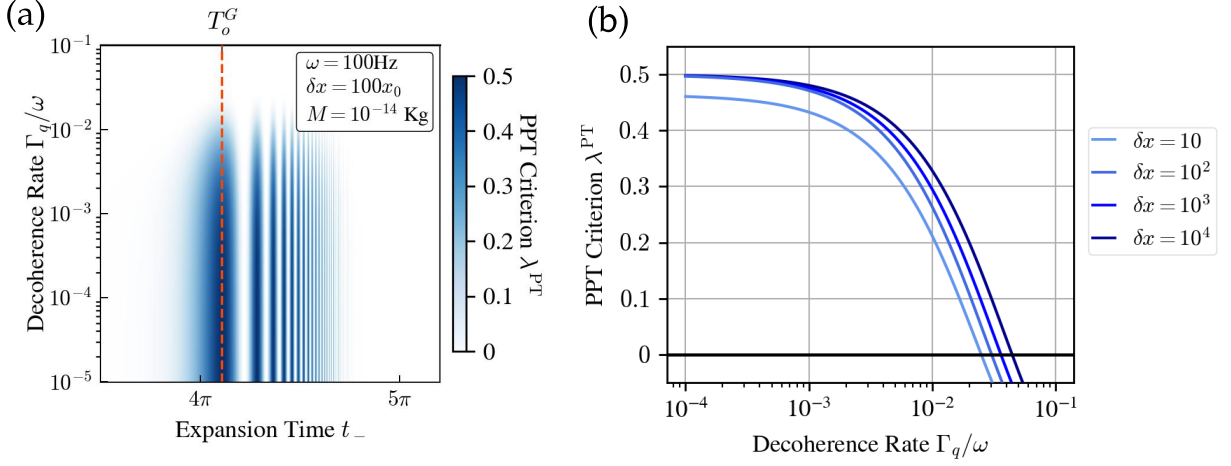 (a)
T_o^G
10^{-1}
10^{-2}
10^{-3}
10^{-4}
10^{-5}
Decoherence Rate Γ_q/ω
ω = 100Hz
δx = 100x_0
M = 10^{-14} Kg
4π
5π
Expansion Time t_−
0.5
0.4
0.3
0.2
0.1
0
PPT Criterion λ^{PT}
(b)
0.5
0.4
0.3
0.2
0.1
0
PPT Criterion λ^{PT}
10^{-4}
10^{-3}
10^{-2}
10^{-1}
Decoherence Rate Γ_q/ω
δx = 10
δx = 10^2
δx = 10^3
δx = 10^4